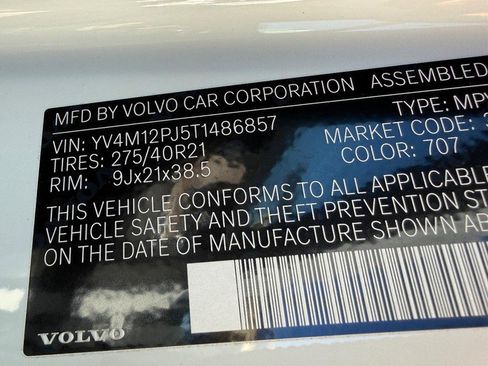 MFD BY VOLVO CAR CORPORATION ASSEMBLED
VIN: YV4M12PJ5T1486857 TYPE: MPV
TIRES: 275/40R21 MARKET CODE:
RIM: 9Jx21x38.5 COLOR: 707
THIS VEHICLE CONFORMS TO ALL APPLICABLE
VEHICLE SAFETY AND THEFT PREVENTION
ON THE DATE OF MANUFACTURE SHOWN
VOLVO